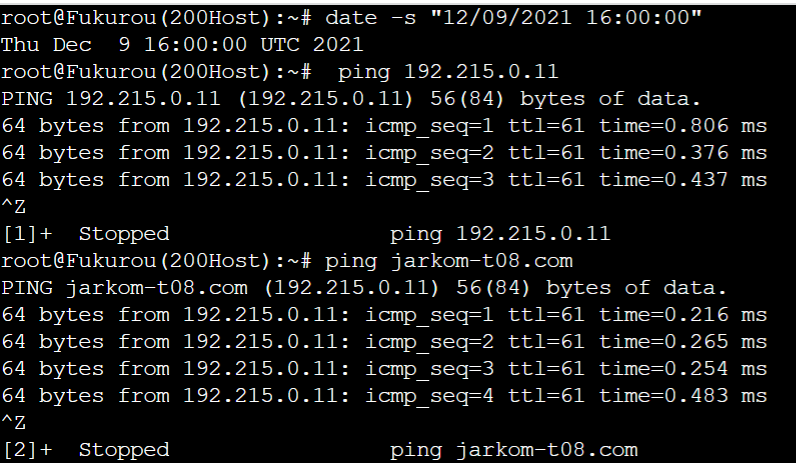 root@Fukurou(200Host):~# date -s "12/09/2021 16:00:00"
Thu Dec  9 16:00:00 UTC 2021
root@Fukurou(200Host):~#  ping 192.215.0.11
PING 192.215.0.11 (192.215.0.11) 56(84) bytes of data.
64 bytes from 192.215.0.11: icmp_seq=1 ttl=61 time=0.806 ms
64 bytes from 192.215.0.11: icmp_seq=2 ttl=61 time=0.376 ms
64 bytes from 192.215.0.11: icmp_seq=3 ttl=61 time=0.437 ms
^Z
[1]+  Stopped                 ping 192.215.0.11
root@Fukurou(200Host):~# ping jarkom-t08.com
PING jarkom-t08.com (192.215.0.11) 56(84) bytes of data.
64 bytes from 192.215.0.11: icmp_seq=1 ttl=61 time=0.216 ms
64 bytes from 192.215.0.11: icmp_seq=2 ttl=61 time=0.265 ms
64 bytes from 192.215.0.11: icmp_seq=3 ttl=61 time=0.254 ms
64 bytes from 192.215.0.11: icmp_seq=4 ttl=61 time=0.483 ms
^Z
[2]+  Stopped                 ping jarkom-t08.com